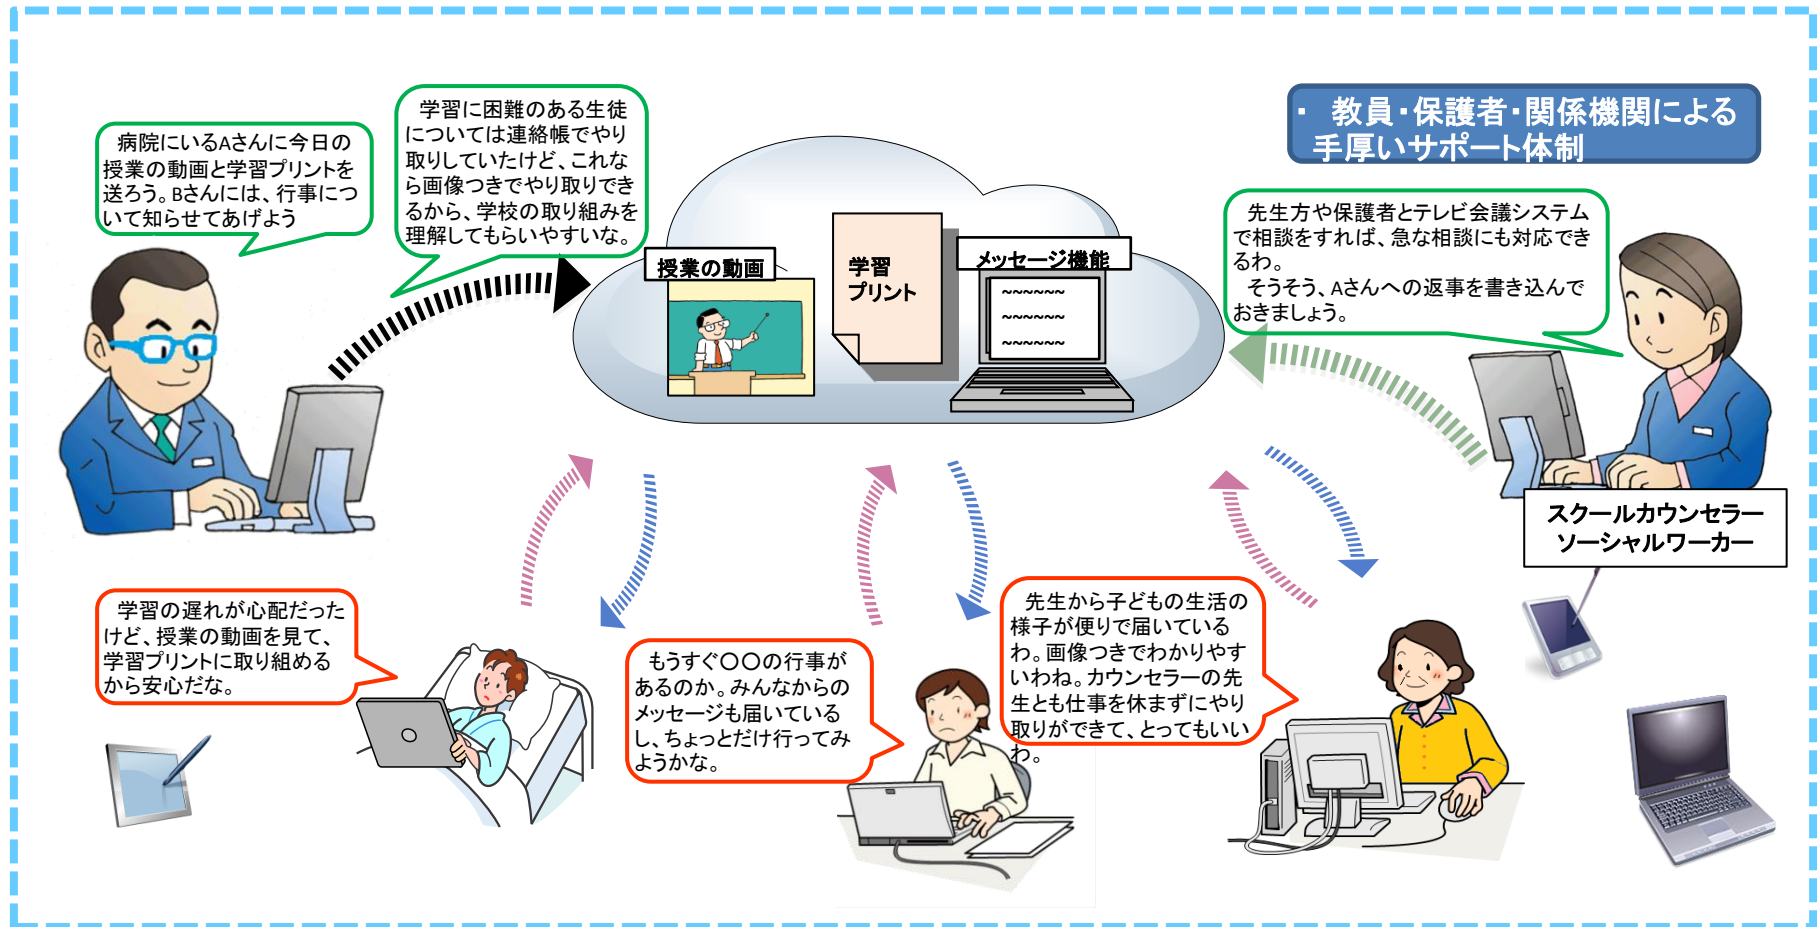 ・ 教員・保護者・関係機関による
手厚いサポート体制
病院にいるAさんに今日の
授業の動画と学習プリントを
送ろう。Bさんには、行事につ
いて知らせてあげよう
学習に困難のある生徒
については連絡帳でやり
取りしていたけど、これな
ら画像つきでやり取りでき
るから、学校の取り組みを
理解してもらいやすいな。
授業の動画
学習
プリント
メッセージ機能
~~~~~~
~~~~~~
~~~~~~
先生方や保護者とテレビ会議システム
で相談をすれば、急な相談にも対応でき
るわ。
そうそう、Aさんへの返事を書き込んで
おきましょう。
スクールカウンセラー
ソーシャルワーカー
学習の遅れが心配だった
けど、授業の動画を見て、
学習プリントに取り組める
から安心だな。
もうすぐ〇〇の行事が
あるのか。みんなからの
メッセージも届いている
し、ちょっとだけ行ってみ
ようかな。
先生から子どもの生活の
様子が便りで届いている
わ。画像つきでわかりやす
いわね。カウンセラーの先
生とも仕事を休まずにやり
取りができて、とってもいい
わ。